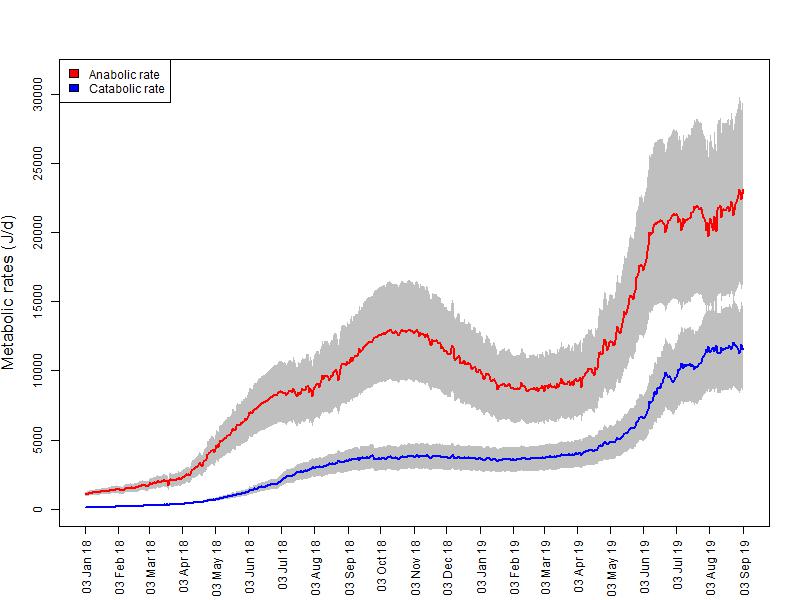 Anabolic rate
Catabolic rate
Metabolic rates (J/d)
30000
25000
20000
15000
10000
5000
0
03 Jan 18
03 Feb 18
03 Mar 18
03 Apr 18
03 May 18
03 Jun 18
03 Jul 18
03 Aug 18
03 Sep 18
03 Oct 18
03 Nov 18
03 Dec 18
03 Jan 19
03 Feb 19
03 Mar 19
03 Apr 19
03 May 19
03 Jun 19
03 Jul 19
03 Aug 19
03 Sep 19